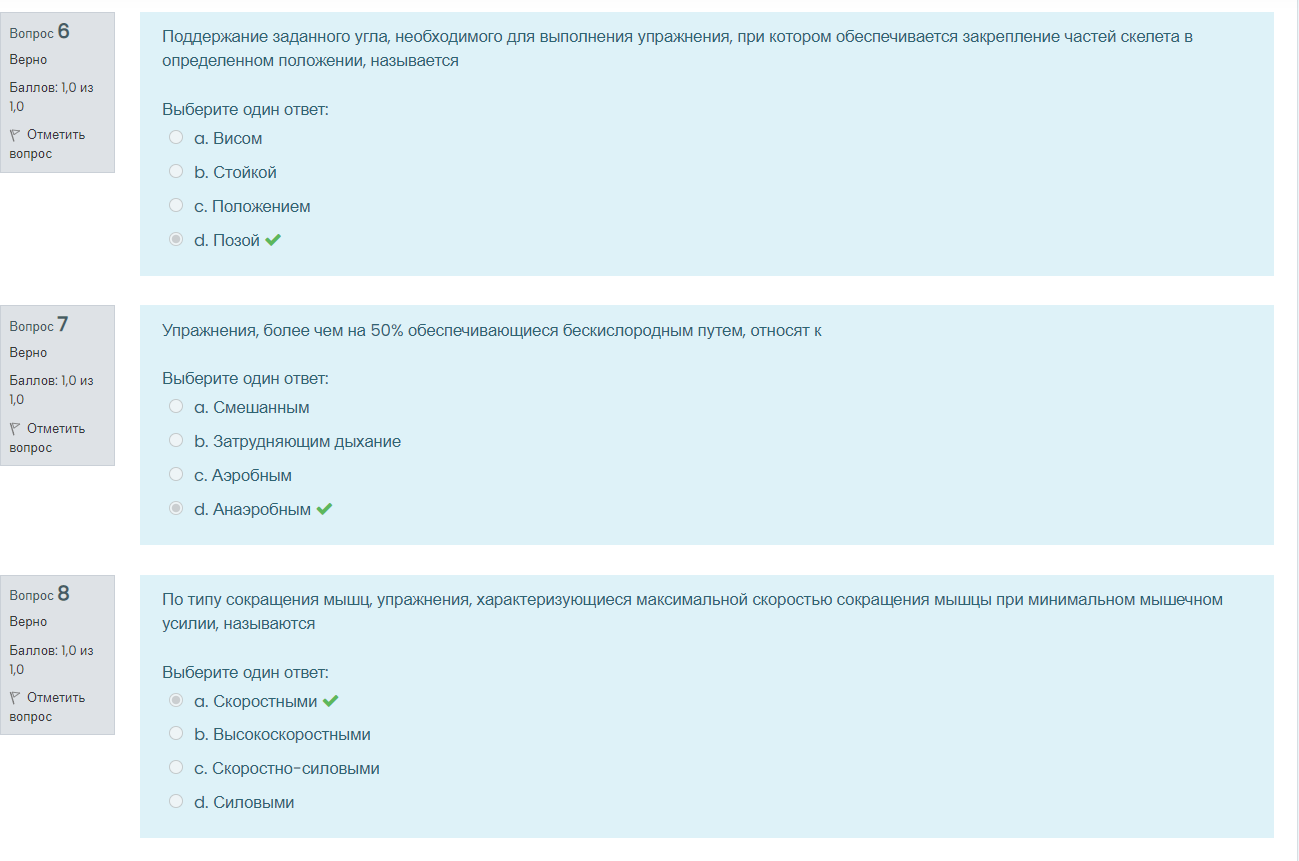 Вопрос 6
Верно
Баллов: 1,0 из
1,0
Отметить
вопрос
Поддержание заданного угла, необходимого для выполнения упражнения, при котором обеспечивается закрепление частей скелета в
определенном положении, называется
Выберите один ответ:
a. Висом
b. Стойкой
c. Положением
d. Позой
Вопрос 7
Верно
Баллов: 1,0 из
1,0
Отметить
вопрос
Упражнения, более чем на 50% обеспечивающиеся бескислородным путем, относят к
Выберите один ответ:
a. Смешанным
b. Затрудняющим дыхание
c. Аэробным
d. Анаэробным
Вопрос 8
Верно
Баллов: 1,0 из
1,0
Отметить
вопрос
По типу сокращения мышц, упражнения, характеризующиеся максимальной скоростью сокращения мышцы при минимальном мышечном
усилии, называются
Выберите один ответ:
a. Скоростными
b. Высокоскоростными
c. Скоростно-силовыми
d. Силовыми